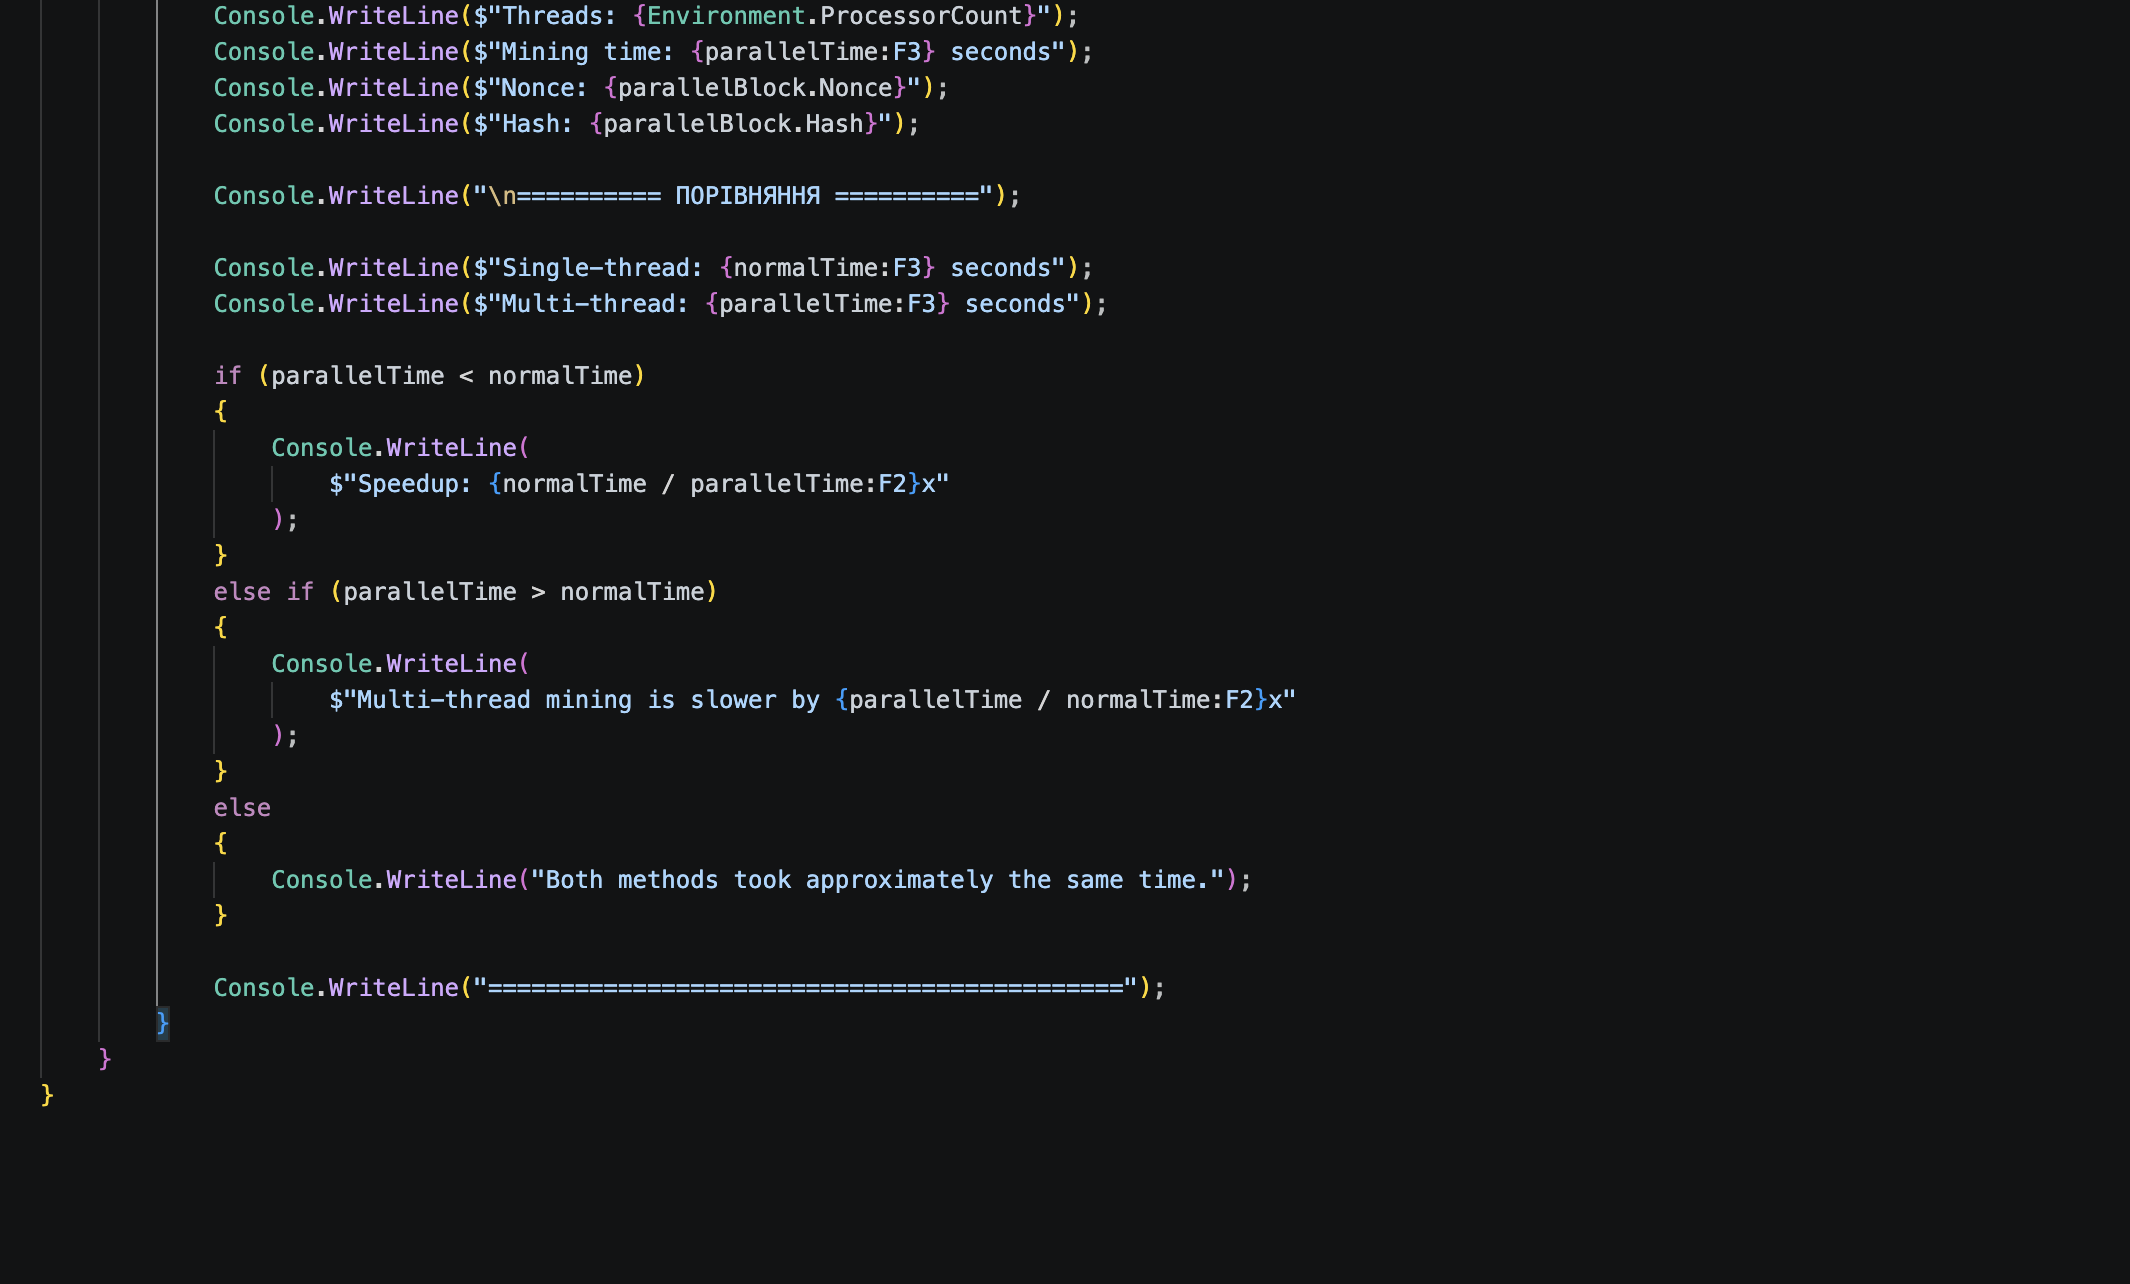 Console.WriteLine($"Threads: {Environment.ProcessorCount}");
Console.WriteLine($"Mining time: {parallelTime:F3} seconds");
Console.WriteLine($"Nonce: {parallelBlock.Nonce}");
Console.WriteLine($"Hash: {parallelBlock.Hash}");
Console.WriteLine("\n========== ПОРІВНЯННЯ ==========");
Console.WriteLine($"Single-thread: {normalTime:F3} seconds");
Console.WriteLine($"Multi-thread: {parallelTime:F3} seconds");
if (parallelTime < normalTime)
{
Console.WriteLine(
$"Speedup: {normalTime / parallelTime:F2}x"
);
}
else if (parallelTime > normalTime)
{
Console.WriteLine(
$"Multi-thread mining is slower by {parallelTime / normalTime:F2}x"
);
}
else
{
Console.WriteLine("Both methods took approximately the same time.");
}
Console.WriteLine("============================================");
}
}
}